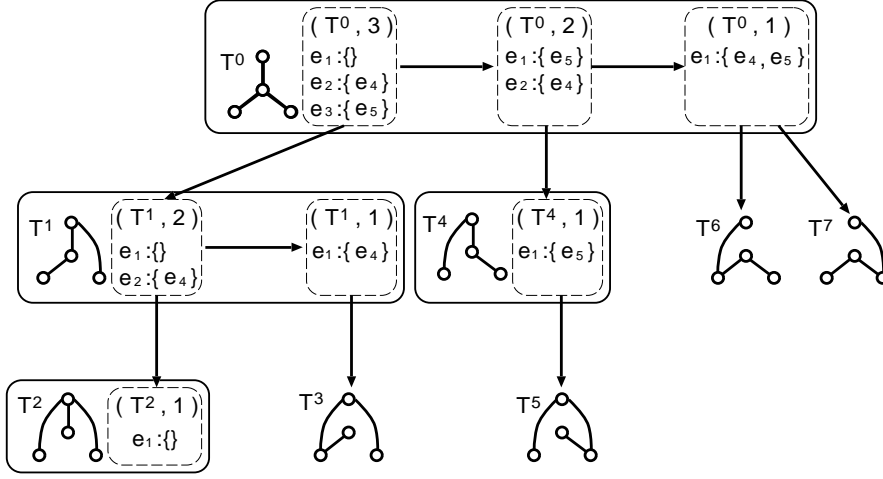 T⁰
(T⁰, 3)
e₁:{}
e₂:{e₄}
e₃:{e₅}
(T⁰, 2)
e₁:{e₅}
e₂:{e₄}
(T⁰, 1)
e₁:{e₄, e₅}
T¹
(T¹, 2)
e₁:{}
e₂:{e₄}
(T¹, 1)
e₁:{e₄}
T⁴
(T⁴, 1)
e₁:{e₅}
T⁶
T⁷
T²
(T², 1)
e₁:{}
T³
T⁵